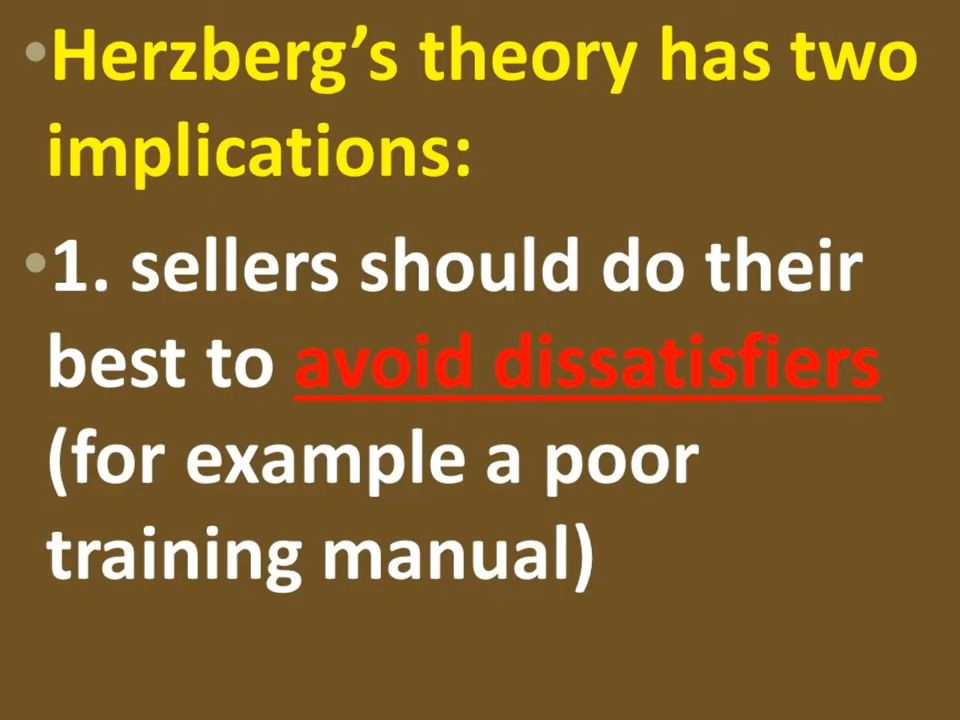 •Herzberg’s theory has two
implications:
•1. sellers should do their
best to avoid dissatisfiers
(for example a poor
training manual)